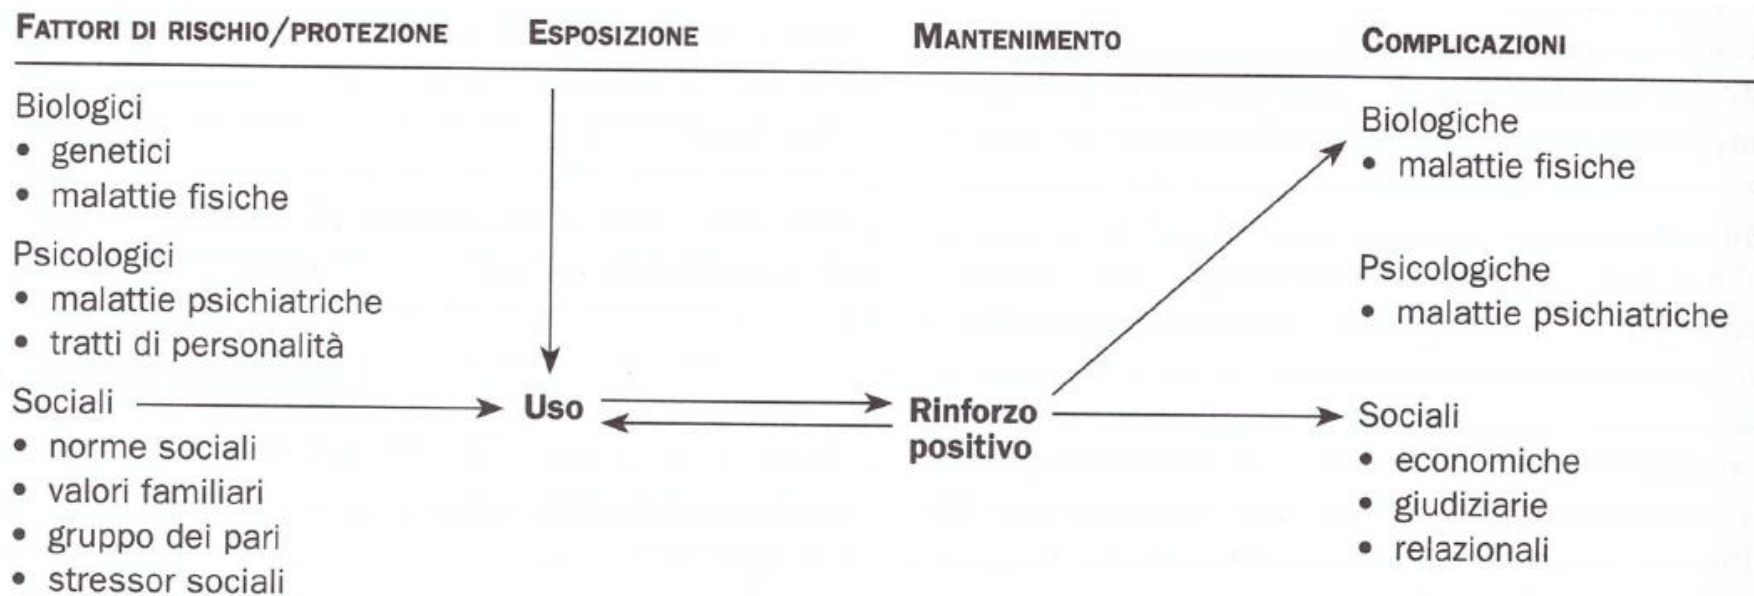 FATTORI DI RISCHIO/PROTEZIONE
ESPOSIZIONE
MANTENIMENTO
COMPLICAZIONI
Biologici
• genetici
• malattie fisiche
Psicologici
• malattie psichiatriche
• tratti di personalità
Sociali
• norme sociali
• valori familiari
• gruppo dei pari
• stressor sociali
Uso
Rinforzo
positivo
Biologiche
• malattie fisiche
Psicologiche
• malattie psichiatriche
Sociali
• economiche
• giudiziarie
• relazionali